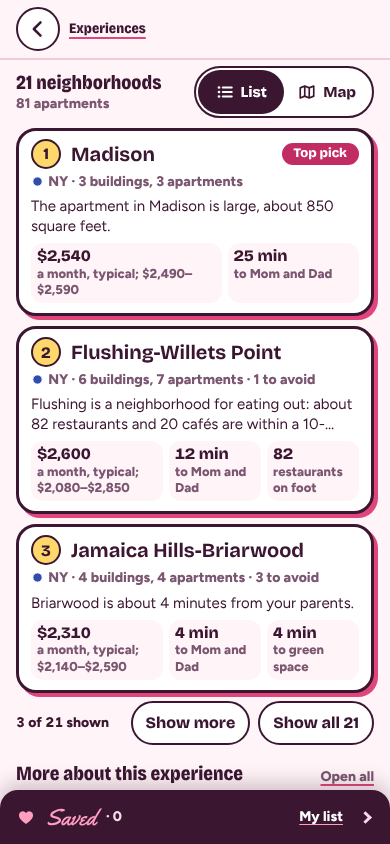 Experiences
21 neighborhoods
81 apartments
List
Map
1 Madison
Top pick
NY · 3 buildings, 3 apartments
The apartment in Madison is large, about 850
square feet.
$2,540
a month, typical; $2,490–
$2,590
25 min
to Mom and Dad
2 Flushing-Willets Point
NY · 6 buildings, 7 apartments · 1 to avoid
Flushing is a neighborhood for eating out: about
82 restaurants and 20 cafés are within a 10-...
$2,600
a month, typical;
$2,080–$2,850
12 min
to Mom and
Dad
82
restaurants
on foot
3 Jamaica Hills-Briarwood
NY · 4 buildings, 4 apartments · 3 to avoid
Briarwood is about 4 minutes from your parents.
$2,310
a month, typical;
$2,140–$2,590
4 min
to Mom and
Dad
4 min
to green
space
3 of 21 shown
Show more
Show all 21
More about this experience
Open all
Saved · 0
My list